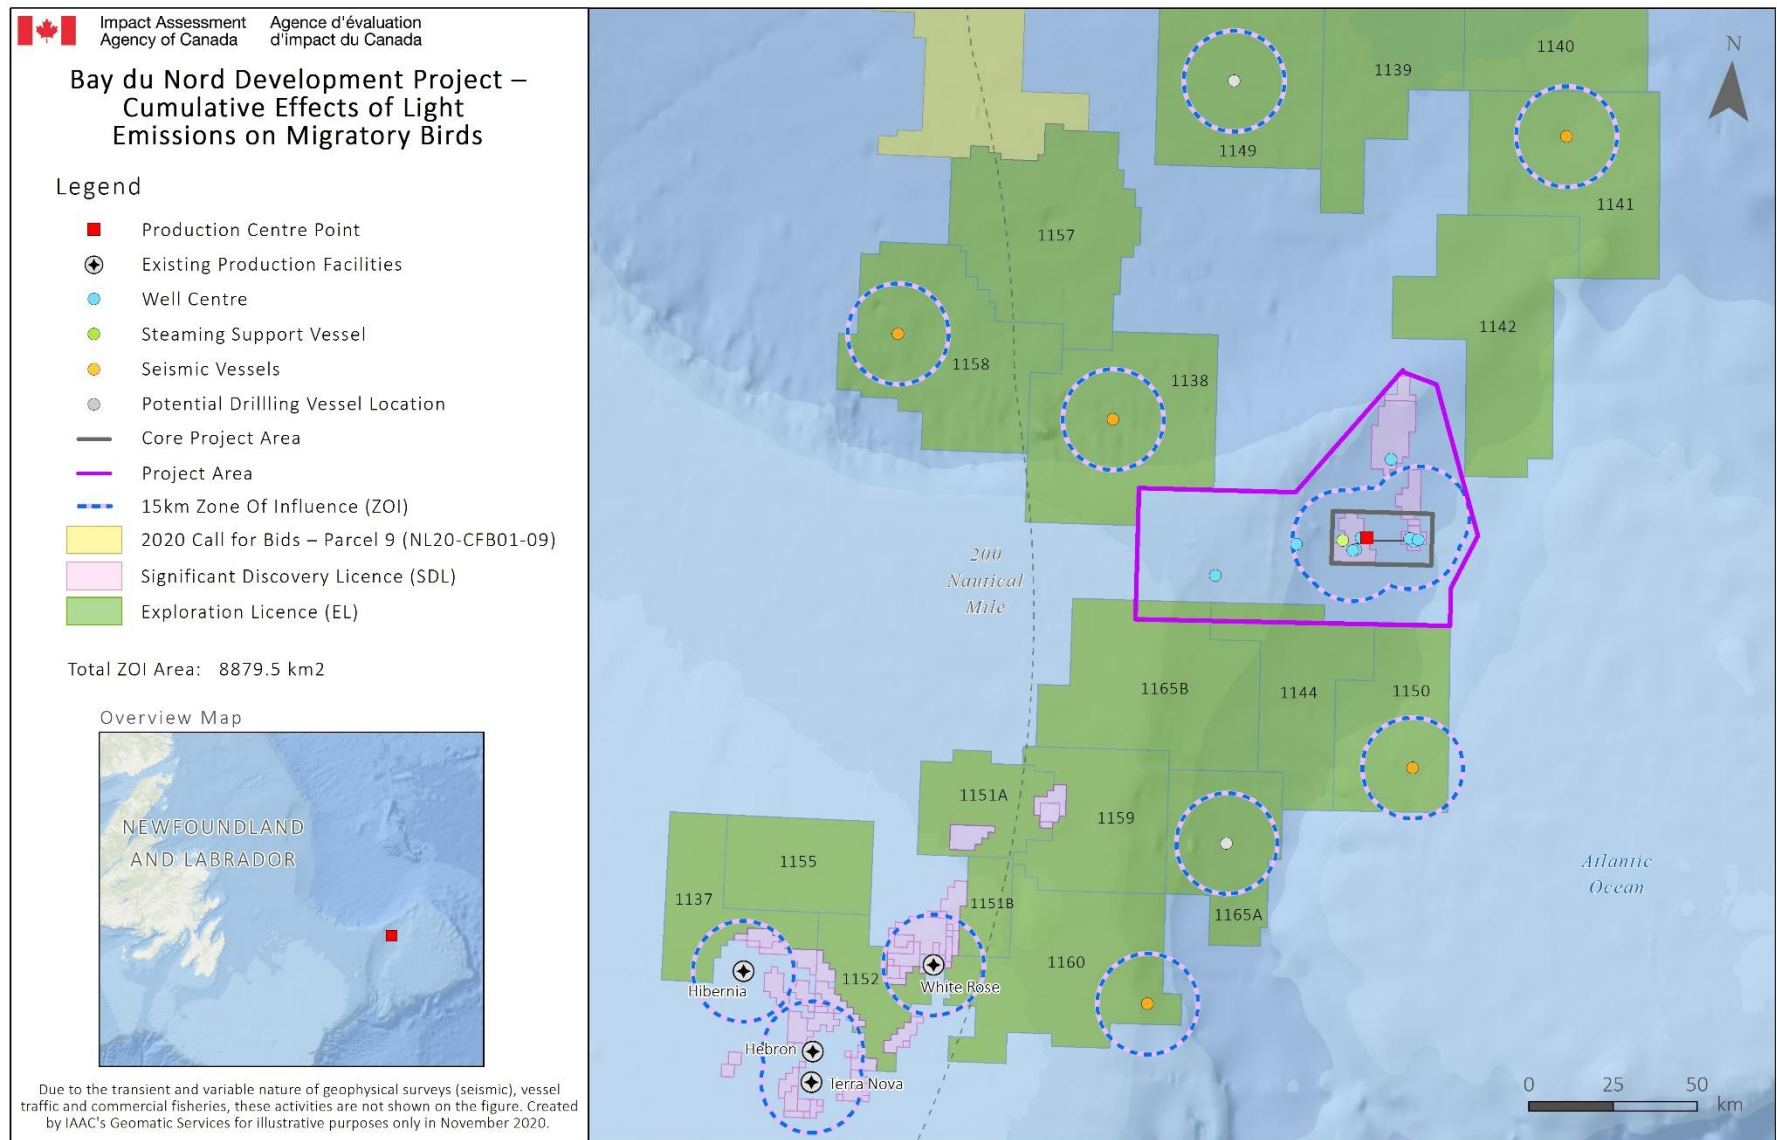 Impact Assessment
Agency of Canada
Agence d'évaluation
d'impact du Canada
Bay du Nord Development Project –
Cumulative Effects of Light
Emissions on Migratory Birds
Legend
Production Centre Point
Existing Production Facilities
Well Centre
Steaming Support Vessel
Seismic Vessels
Potential Drillling Vessel Location
Core Project Area
Project Area
15km Zone Of Influence (ZOI)
2020 Call for Bids – Parcel 9 (NL20-CFB01-09)
Significant Discovery Licence (SDL)
Exploration Licence (EL)
Total ZOI Area: 8879.5 km2
Overview Map
NEWFOUNDLAND
AND LABRADOR
Due to the transient and variable nature of geophysical surveys (seismic), vessel
traffic and commercial fisheries, these activities are not shown on the figure. Created
by IAAC's Geomatic Services for illustrative purposes only in November 2020.
N
1140
1139
1149
1141
1157
1142
1158
1138
200
Nautical
Mile
1165B
1144
1150
1151A
1159
1155
1137
1151B
1165A
1160
1152
Hibernia
White Rose
Hebron
Terra Nova
Atlantic
Ocean
0 25 50
km